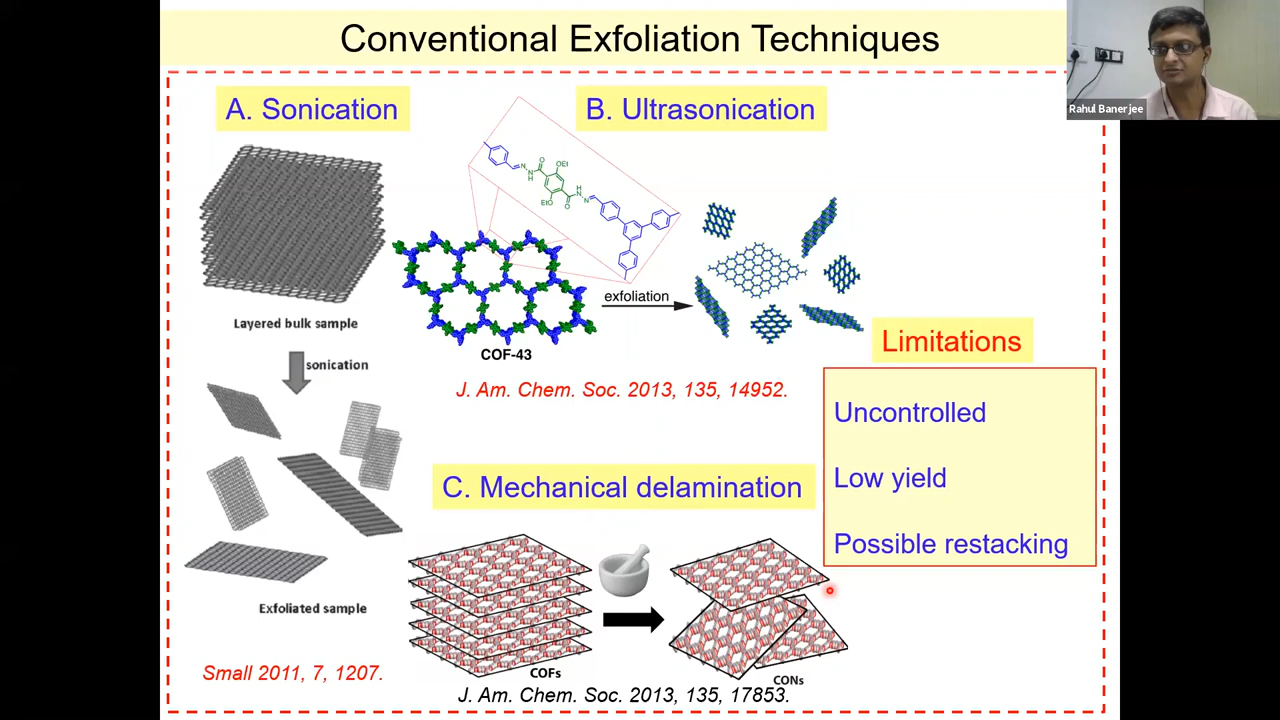 Conventional Exfoliation Techniques
Rahul Banerjee
A. Sonication
Layered bulk sample
sonication
Exfoliated sample
Small 2011, 7, 1207.
B. Ultrasonication
OEt
O
N
N
H
H
N
N
EtO
O
exfoliation
COF-43
J. Am. Chem. Soc. 2013, 135, 14952.
C. Mechanical delamination
COFs
CONs
J. Am. Chem. Soc. 2013, 135, 17853.
Limitations
Uncontrolled
Low yield
Possible restacking